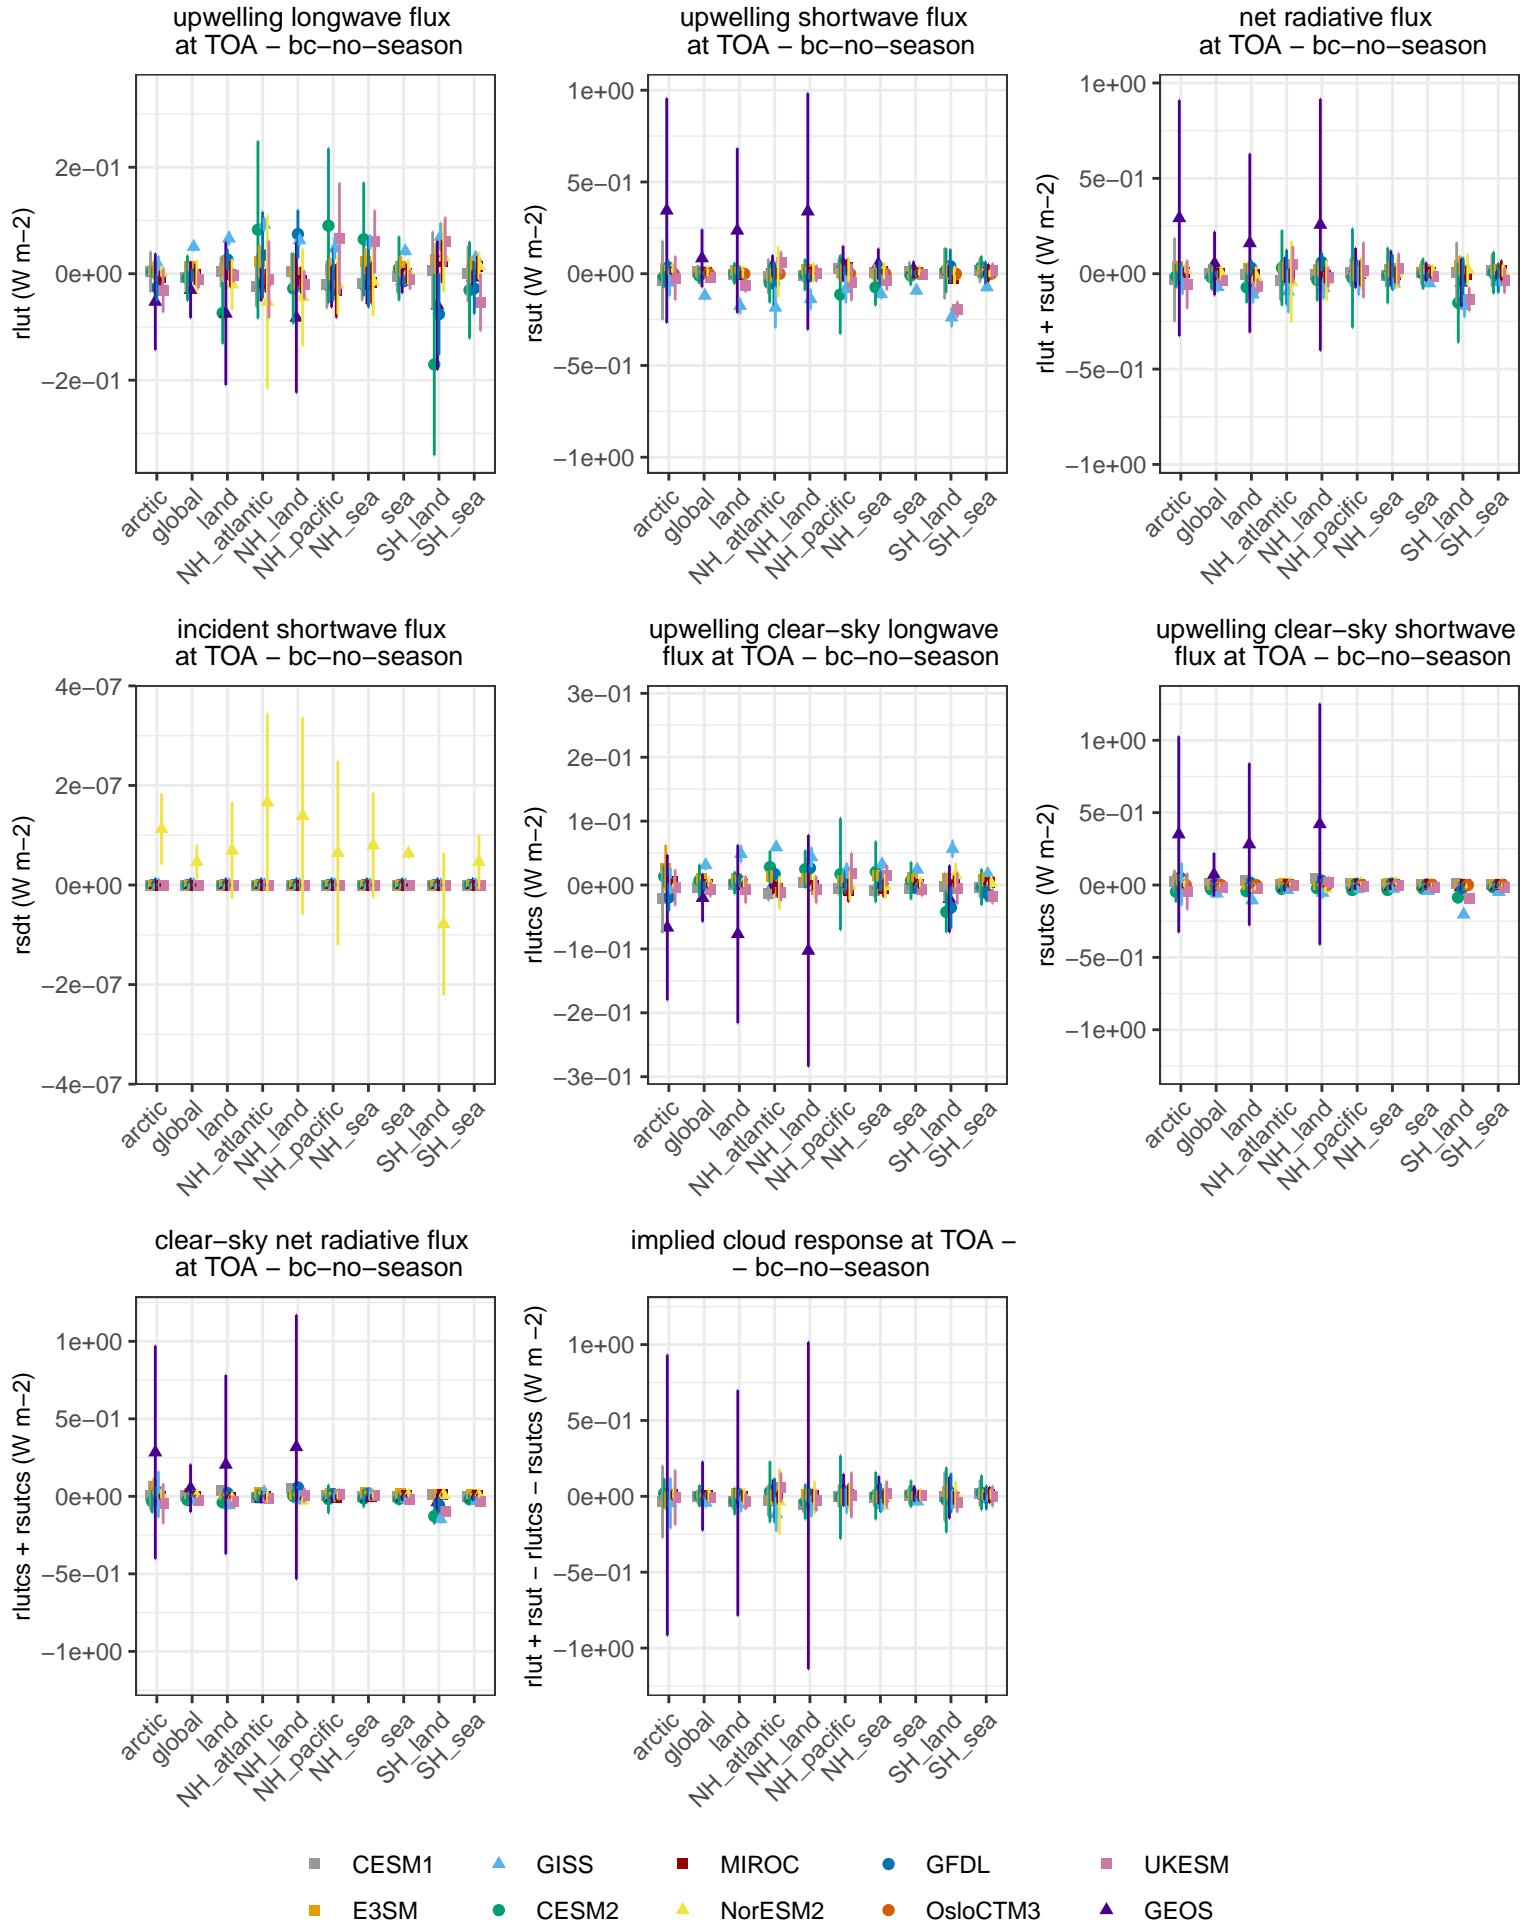 upwelling longwave flux
at TOA − bc−no−season
rlut (W m−2)
2e−01
0e+00
−2e−01
arctic
global
land
NH_atlantic
NH_land
NH_pacific
NH_sea
sea
SH_land
SH_sea
upwelling shortwave flux
at TOA − bc−no−season
rsut (W m−2)
1e+00
5e−01
0e+00
−5e−01
−1e+00
arctic
global
land
NH_atlantic
NH_land
NH_pacific
NH_sea
sea
SH_land
SH_sea
net radiative flux
at TOA − bc−no−season
rlut + rsut (W m−2)
1e+00
5e−01
0e+00
−5e−01
−1e+00
arctic
global
land
NH_atlantic
NH_land
NH_pacific
NH_sea
sea
SH_land
SH_sea
incident shortwave flux
at TOA − bc−no−season
rsdt (W m−2)
4e−07
2e−07
0e+00
−2e−07
−4e−07
arctic
global
land
NH_atlantic
NH_land
NH_pacific
NH_sea
sea
SH_land
SH_sea
upwelling clear−sky longwave
flux at TOA − bc−no−season
rlutcs (W m−2)
3e−01
2e−01
1e−01
0e+00
−1e−01
−2e−01
−3e−01
arctic
global
land
NH_atlantic
NH_land
NH_pacific
NH_sea
sea
SH_land
SH_sea
upwelling clear−sky shortwave
flux at TOA − bc−no−season
rsutcs (W m−2)
1e+00
5e−01
0e+00
−5e−01
−1e+00
arctic
global
land
NH_atlantic
NH_land
NH_pacific
NH_sea
sea
SH_land
SH_sea
clear−sky net radiative flux
at TOA − bc−no−season
rlutcs + rsutcs (W m−2)
1e+00
5e−01
0e+00
−5e−01
−1e+00
arctic
global
land
NH_atlantic
NH_land
NH_pacific
NH_sea
sea
SH_land
SH_sea
implied cloud response at TOA −
− bc−no−season
rlut + rsut − rlutcs − rsutcs (W m −2)
1e+00
5e−01
0e+00
−5e−01
−1e+00
arctic
global
land
NH_atlantic
NH_land
NH_pacific
NH_sea
sea
SH_land
SH_sea
CESM1 GISS MIROC GFDL UKESM
E3SM CESM2 NorESM2 OsloCTM3 GEOS